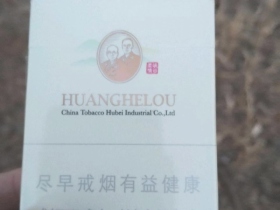 HUANGHELOU
China Tobacco Hubei Industrial Co.,Ltd
尽早戒烟有益健康